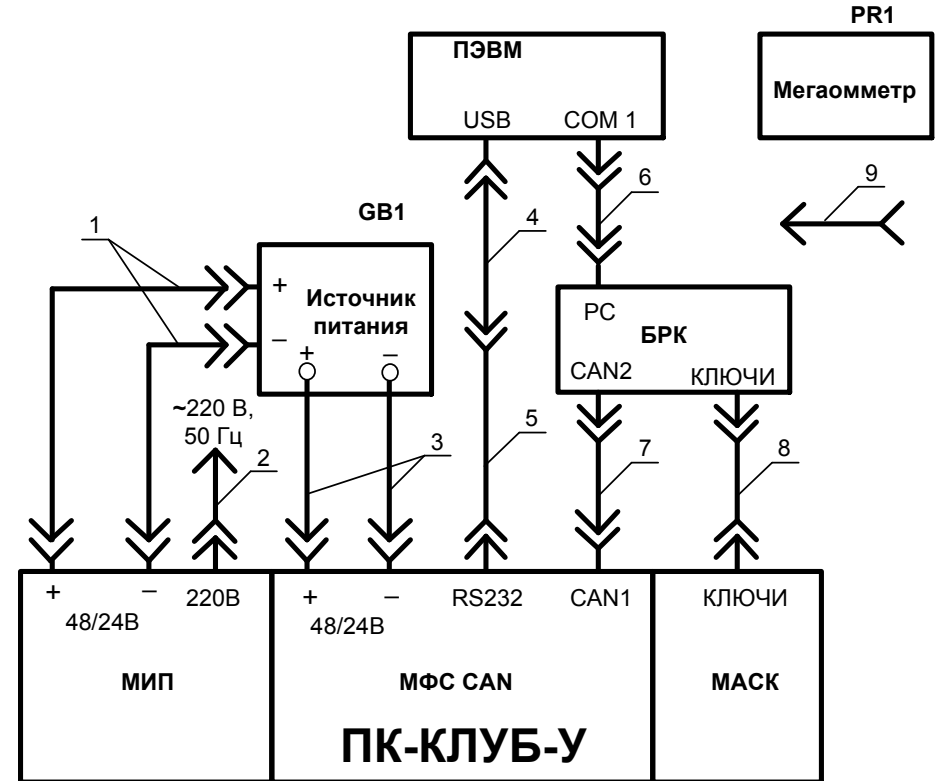 PR1
ПЭВМ
Мегаомметр
USB
COM 1
6
9
4
GB1
1
+
Источник
питания
–
+
–
PC
БРК
CAN2
КЛЮЧИ
~220 В,
50 Гц
2
3
5
7
8
+
–
220В
48/24В
+
–
RS232
CAN1
48/24В
КЛЮЧИ
МИП
МФС CAN
МАСК
ПК-КЛУБ-У